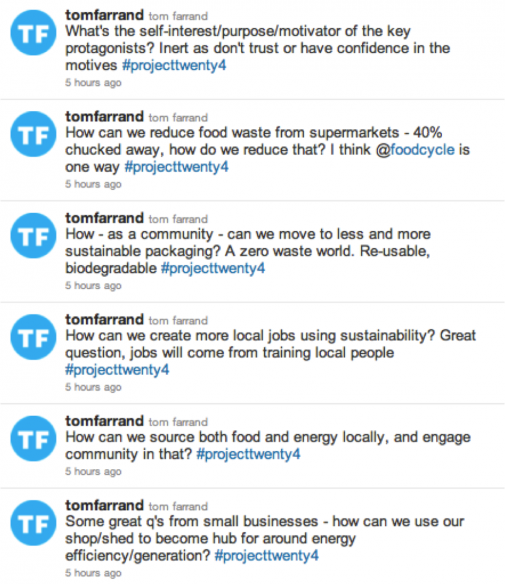 TF
tomfarrand tom farrand
What's the self-interest/purpose/motivator of the key
protagonists? Inert as don't trust or have confidence in the
motives #projecttwenty4
5 hours ago
TF
tomfarrand tom farrand
How can we reduce food waste from supermarkets - 40%
chucked away, how do we reduce that? I think @foodcycle is
one way #projecttwenty4
5 hours ago
TF
tomfarrand tom farrand
How - as a community - can we move to less and more
sustainable packaging? A zero waste world. Re-usable,
biodegradable #projecttwenty4
5 hours ago
TF
tomfarrand tom farrand
How can we create more local jobs using sustainability? Great
question, jobs will come from training local people
#projecttwenty4
5 hours ago
TF
tomfarrand tom farrand
How can we source both food and energy locally, and engage
community in that? #projecttwenty4
5 hours ago
TF
tomfarrand tom farrand
Some great q's from small businesses - how can we use our
shop/shed to become hub for around energy
efficiency/generation? #projecttwenty4
5 hours ago